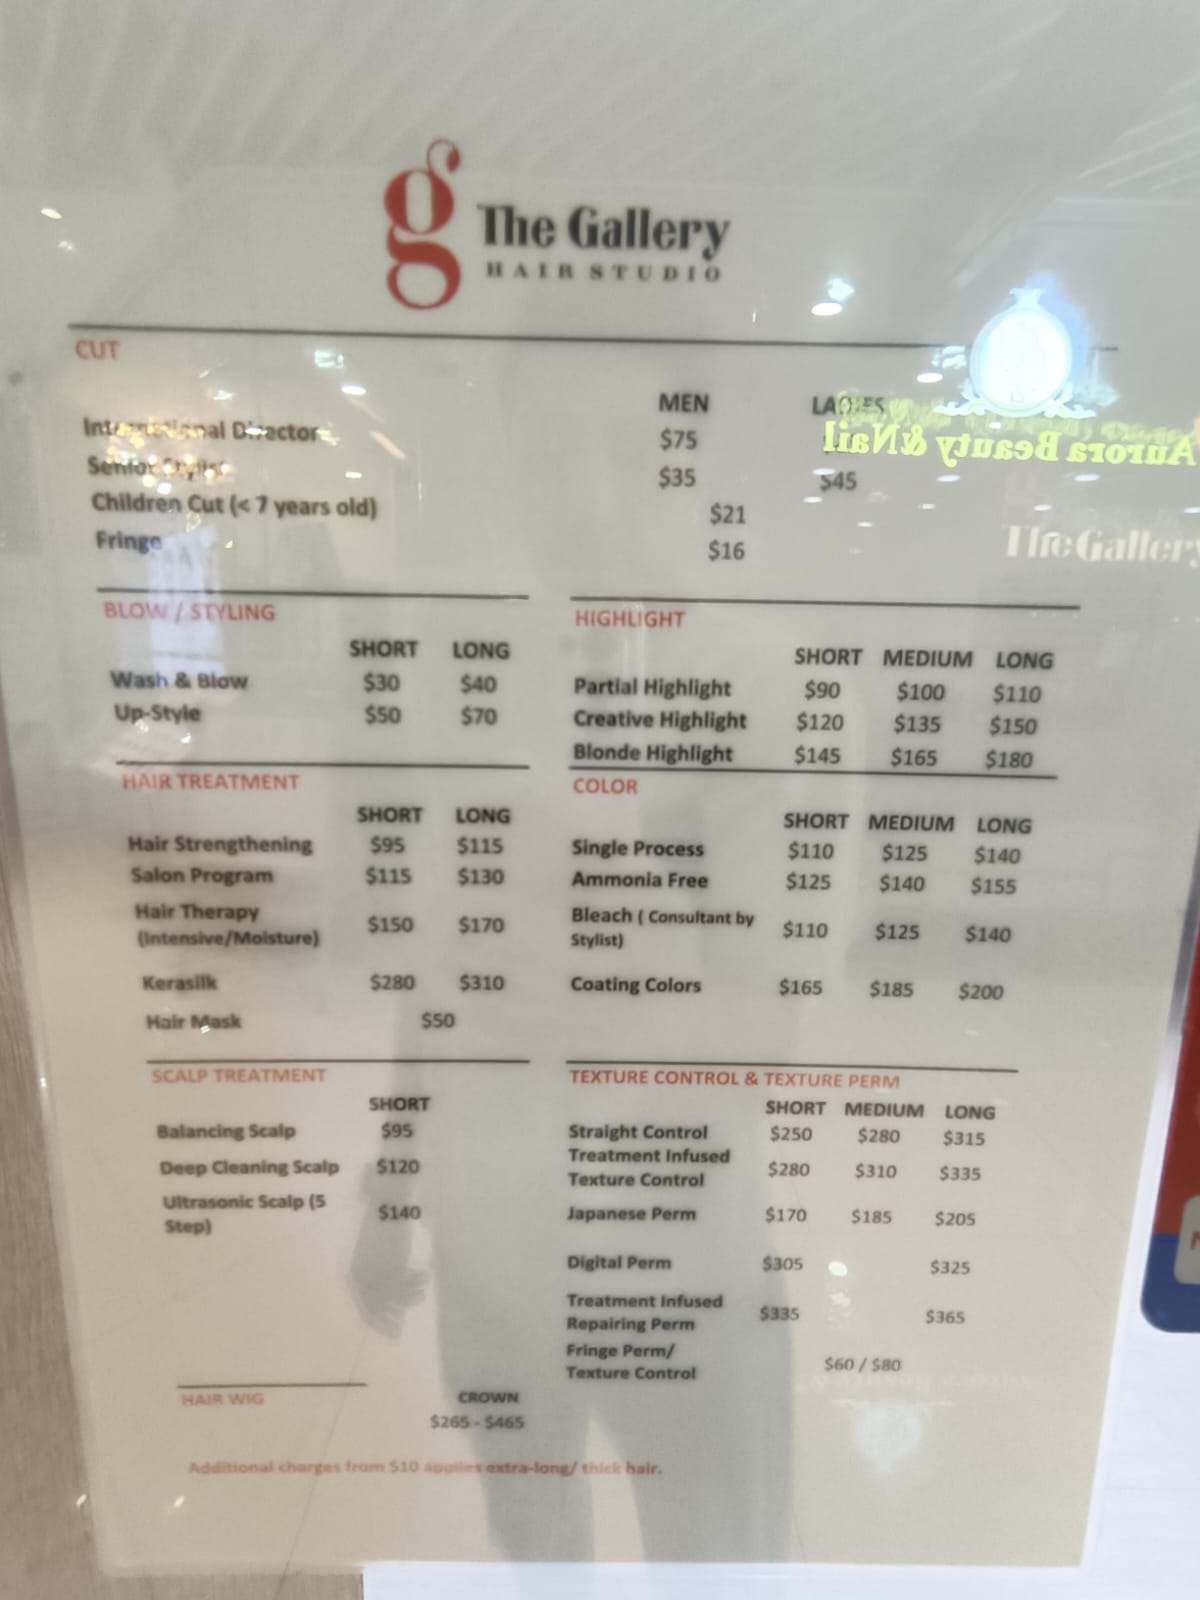 g
The Gallery
HAIR STUDIO
CUT
MEN LADIES
International Director $75
Senior Stylist $35 $45
Children Cut (< 7 years old) $21
Fringe $16
Aurora Beauty & Nail
The Gallery
BLOW / STYLING
SHORT LONG
Wash & Blow $30 $40
Up-Style $50 $70
HIGHLIGHT
SHORT MEDIUM LONG
Partial Highlight $90 $100 $110
Creative Highlight $120 $135 $150
Blonde Highlight $145 $165 $180
HAIR TREATMENT
SHORT LONG
Hair Strengthening $95 $115
Salon Program $115 $130
Hair Therapy
(Intensive/Moisture) $150 $170
Kerasilk $280 $310
Hair Mask $50
COLOR
SHORT MEDIUM LONG
Single Process $110 $125 $140
Ammonia Free $125 $140 $155
Bleach ( Consultant by
Stylist) $110 $125 $140
Coating Colors $165 $185 $200
SCALP TREATMENT
SHORT
Balancing Scalp $95
Deep Cleaning Scalp $120
Ultrasonic Scalp (5
Step) $140
TEXTURE CONTROL & TEXTURE PERM
SHORT MEDIUM LONG
Straight Control $250 $280 $315
Treatment Infused
Texture Control $280 $310 $335
Japanese Perm $170 $185 $205
Digital Perm $305 $325
Treatment Infused
Repairing Perm $335 $365
Fringe Perm/
Texture Control $60 / $80
HAIR WIG
CROWN
$265 - $465
Additional charges from $10 applies extra-long/ thick hair.